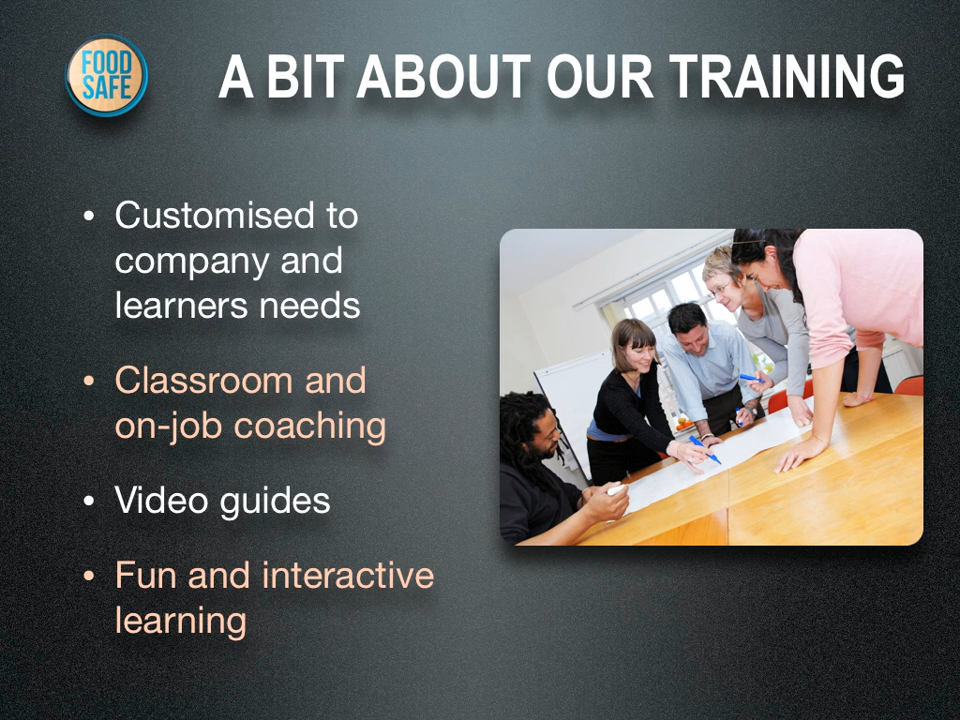 FOOD
SAFE
A BIT ABOUT OUR TRAINING
• Customised to
company and
learners needs
• Classroom and
on-job coaching
• Video guides
• Fun and interactive
learning